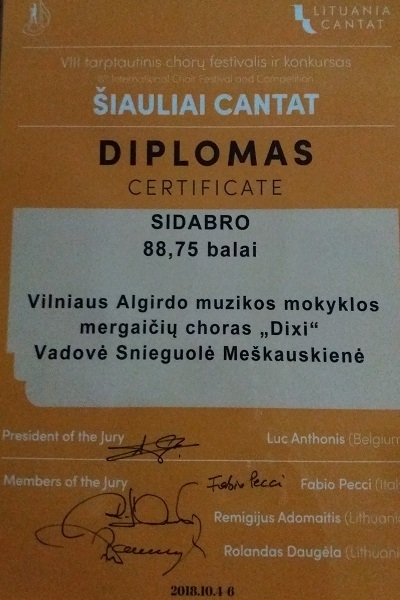 LITUANIA
CANTAT
VIII tarptautinis chorų festivalis ir konkursas
8th International Choir Festival and Competition
ŠIAULIAI CANTAT
DIPLOMAS
CERTIFICATE
SIDABRO
88,75 balai
Vilniaus Algirdo muzikos mokyklos
mergaičių choras „Dixi“
Vadovė Snieguolė Meškauskienė
President of the Jury
Luc Anthonis (Belgium
Members of the Jury
Fabio Pecci
Fabio Pecci (Ital
Remigijus Adomaitis (Lithuani
Rolandas Daugėla (Lithuani
2018.10.4-6